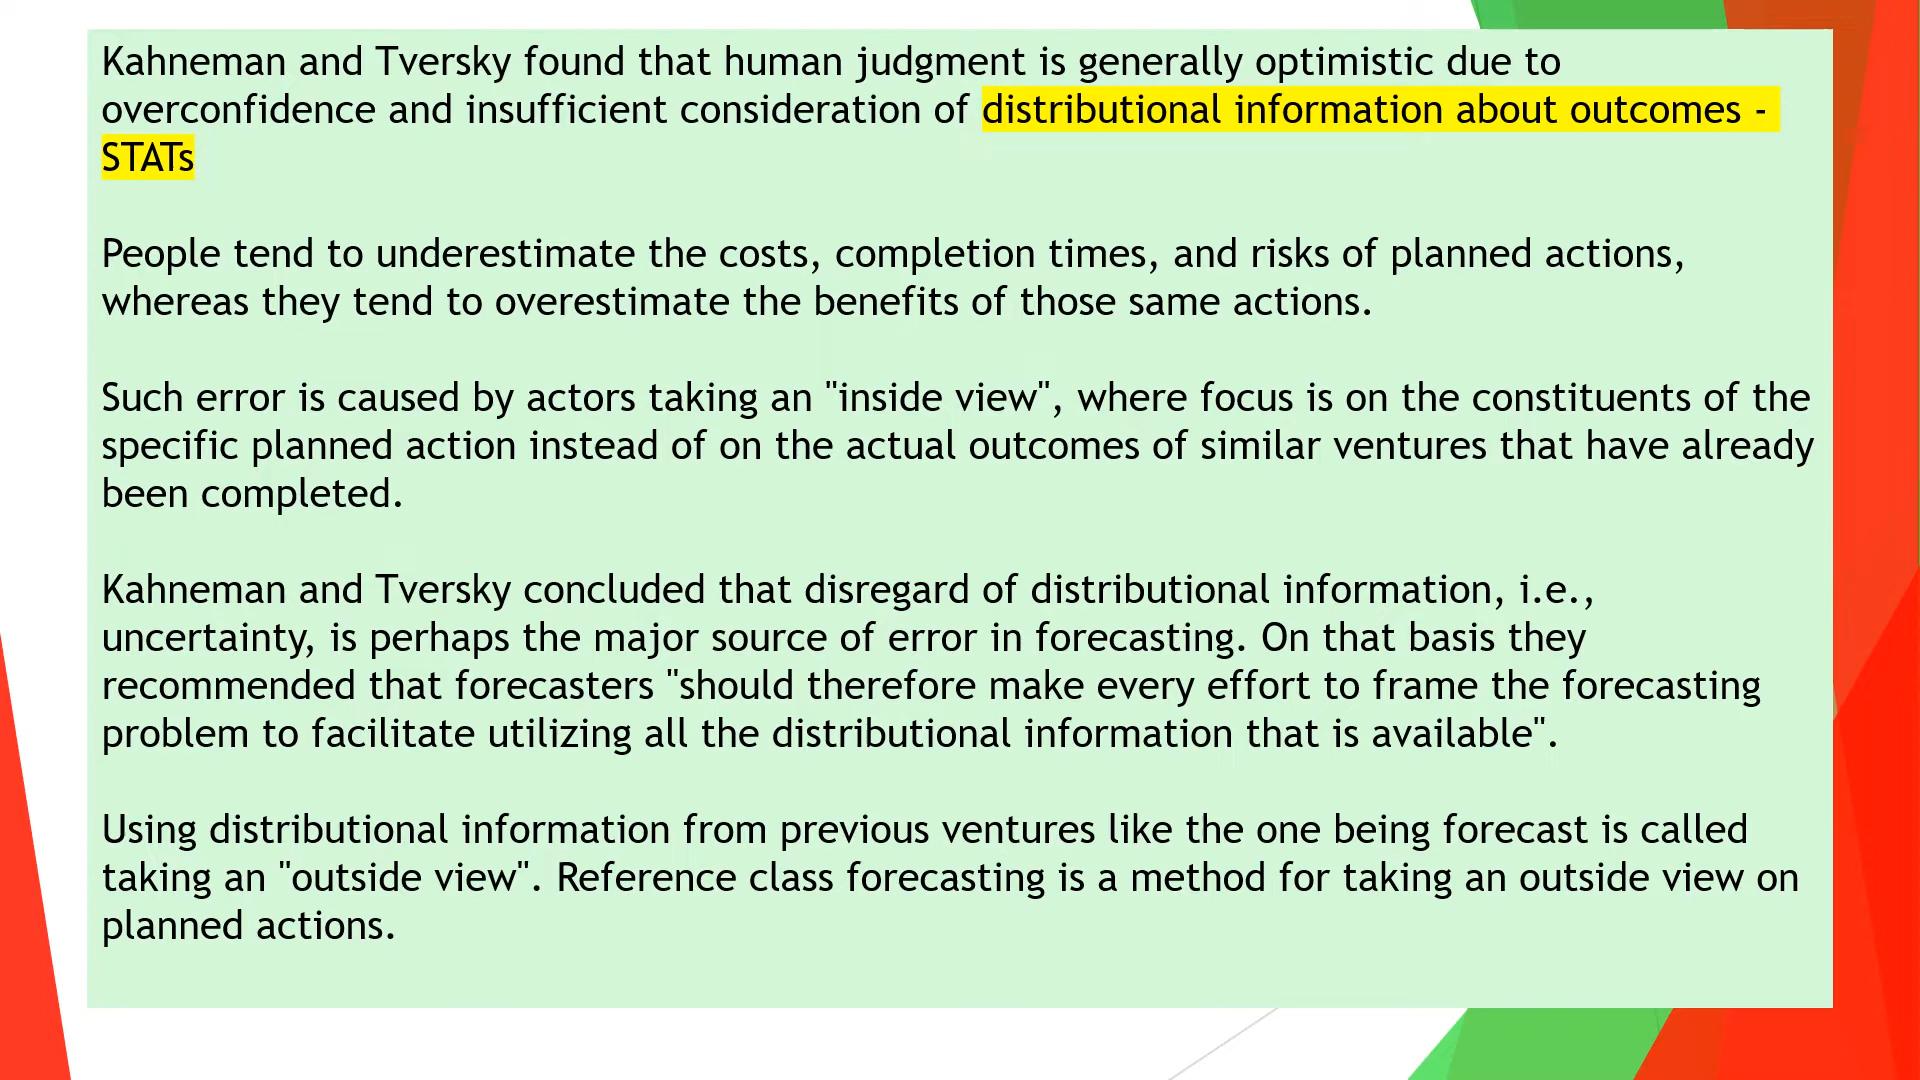 Kahneman and Tversky found that human judgment is generally optimistic due to
overconfidence and insufficient consideration of distributional information about outcomes -
STATs
People tend to underestimate the costs, completion times, and risks of planned actions,
whereas they tend to overestimate the benefits of those same actions.
Such error is caused by actors taking an "inside view", where focus is on the constituents of the
specific planned action instead of on the actual outcomes of similar ventures that have already
been completed.
Kahneman and Tversky concluded that disregard of distributional information, i.e.,
uncertainty, is perhaps the major source of error in forecasting. On that basis they
recommended that forecasters "should therefore make every effort to frame the forecasting
problem to facilitate utilizing all the distributional information that is available".
Using distributional information from previous ventures like the one being forecast is called
taking an "outside view". Reference class forecasting is a method for taking an outside view on
planned actions.